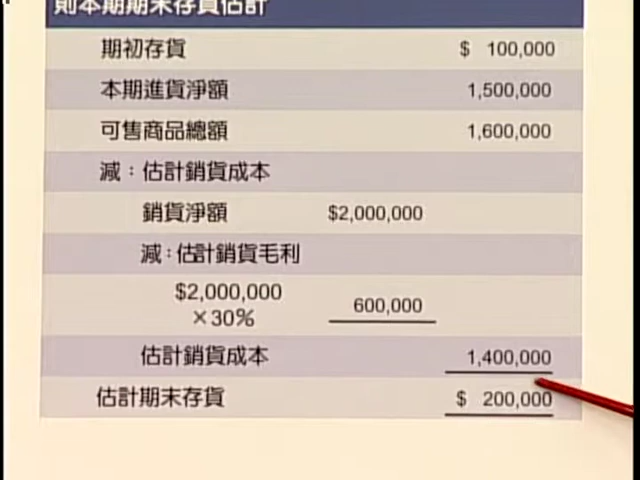 則本期期末存貨估計
期初存貨 $ 100,000
本期進貨淨額 1,500,000
可售商品總額 1,600,000
減：估計銷貨成本
銷貨淨額 $2,000,000
減：估計銷貨毛利
$2,000,000
×30% 600,000
估計銷貨成本 1,400,000
估計期末存貨 $ 200,000